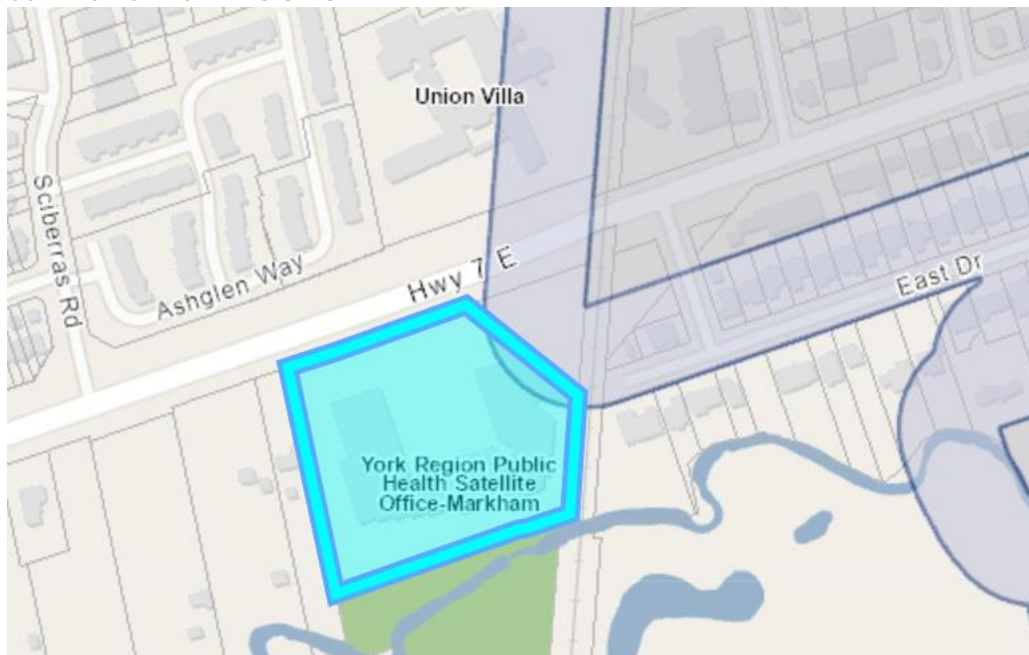 Union Villa
Sciberras Rd
Ashglen Way
Hwy 7 E
East Dr
York Region Public
Health Satellite
Office-Markham